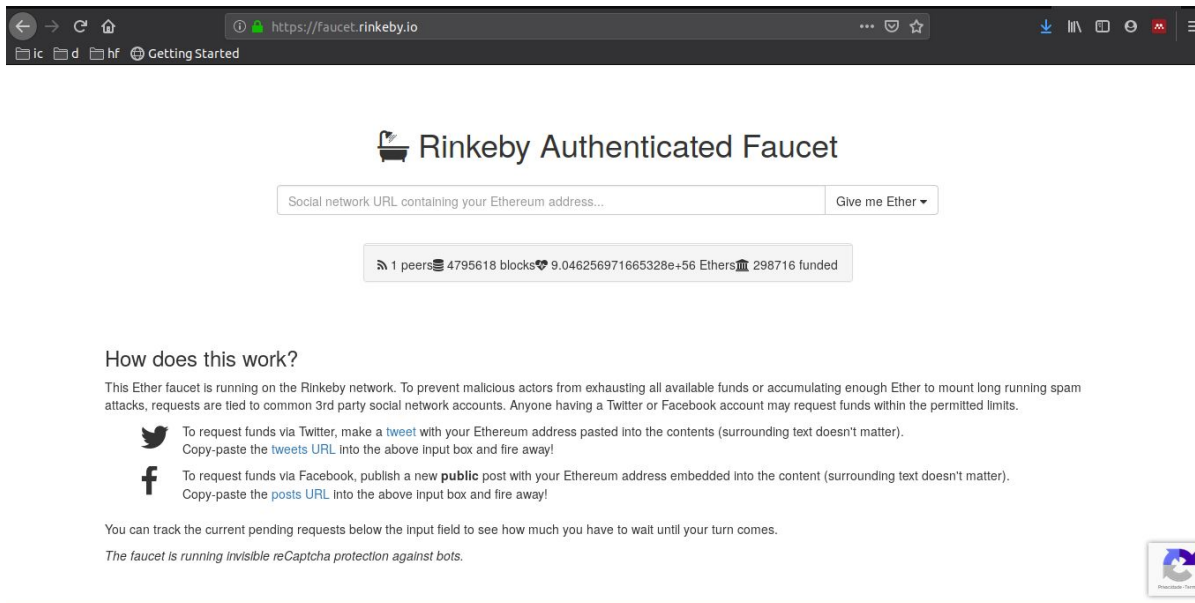 https://faucet.rinkeby.io
ic d hf Getting Started
Rinkeby Authenticated Faucet
Social network URL containing your Ethereum address... Give me Ether
1 peers 4795618 blocks 9.046256971665328e+56 Ethers 298716 funded
How does this work?
This Ether faucet is running on the Rinkeby network. To prevent malicious actors from exhausting all available funds or accumulating enough Ether to mount long running spam
attacks, requests are tied to common 3rd party social network accounts. Anyone having a Twitter or Facebook account may request funds within the permitted limits.
To request funds via Twitter, make a tweet with your Ethereum address pasted into the contents (surrounding text doesn't matter).
Copy-paste the tweets URL into the above input box and fire away!
To request funds via Facebook, publish a new public post with your Ethereum address embedded into the content (surrounding text doesn't matter).
Copy-paste the posts URL into the above input box and fire away!
You can track the current pending requests below the input field to see how much you have to wait until your turn comes.
The faucet is running invisible reCaptcha protection against bots.